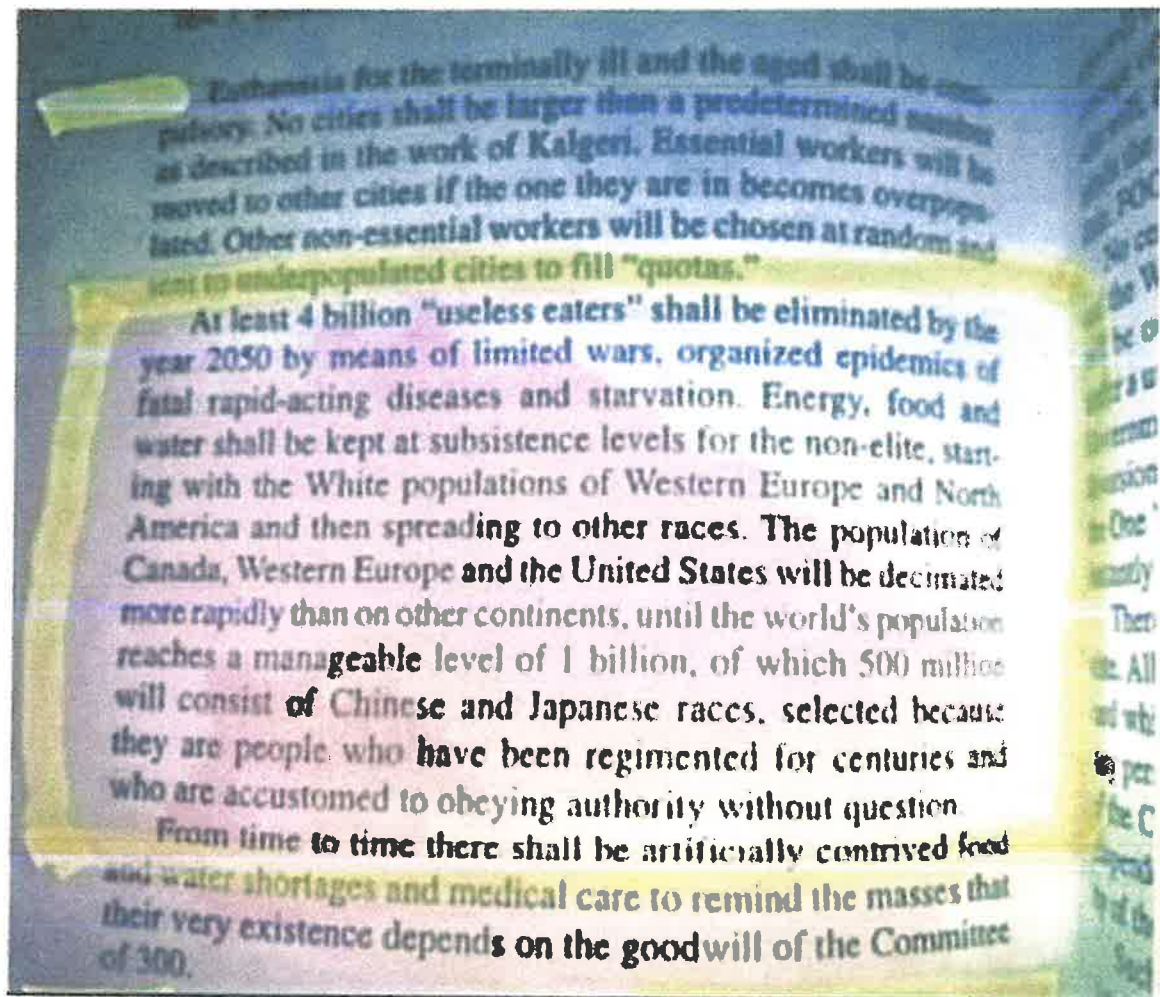 Euthanasia for the terminally ill and the aged shall be com-
pulsory. No cities shall be larger than a predetermined number
as described in the work of Kalgeri. Essential workers will be
moved to other cities if the one they are in becomes overpopu-
lated. Other non-essential workers will be chosen at random and
sent to underpopulated cities to fill "quotas."
At least 4 billion "useless eaters" shall be eliminated by the
year 2050 by means of limited wars, organized epidemics of
fatal rapid-acting diseases and starvation. Energy, food and
water shall be kept at subsistence levels for the non-elite, start-
ing with the White populations of Western Europe and North
America and then spreading to other races. The population of
Canada, Western Europe and the United States will be decimated
more rapidly than on other continents, until the world's population
reaches a manageable level of 1 billion, of which 500 million
will consist of Chinese and Japanese races, selected because
they are people who have been regimented for centuries and
who are accustomed to obeying authority without question.
From time to time there shall be artificially contrived food
and water shortages and medical care to remind the masses that
their very existence depends on the goodwill of the Committee
of 300.